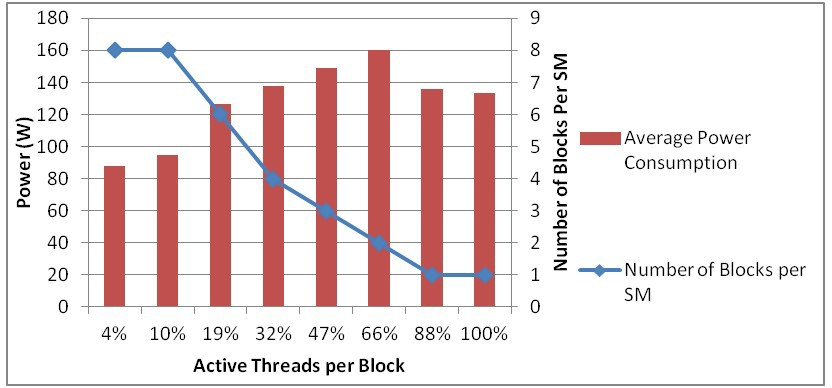 180
160
140
120
100
80
60
40
20
0
Power (W)
9
8
7
6
5
4
3
2
1
0
Number of Blocks Per SM
4% 10% 19% 32% 47% 66% 88% 100%
Active Threads per Block
Average Power
Consumption
Number of Blocks per
SM